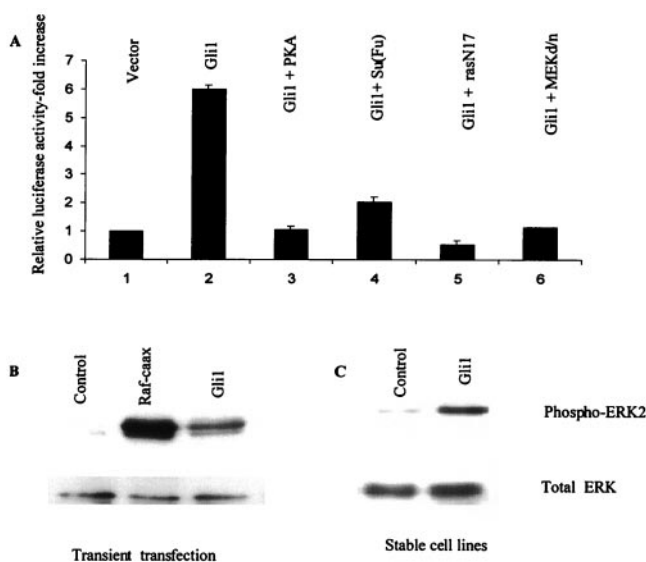 A
Relative luciferase activity-fold increase
Vector
Gli1
Gli1 + PKA
Gli1+ Su(Fu)
Gli1 + rasN17
Gli1 + MEKd/n
7
6
5
4
3
2
1
0
1 2 3 4 5 6
B
Control
Raf-caax
Gli1
C
Control
Gli1
Phospho-ERK2
Total ERK
Transient transfection
Stable cell lines